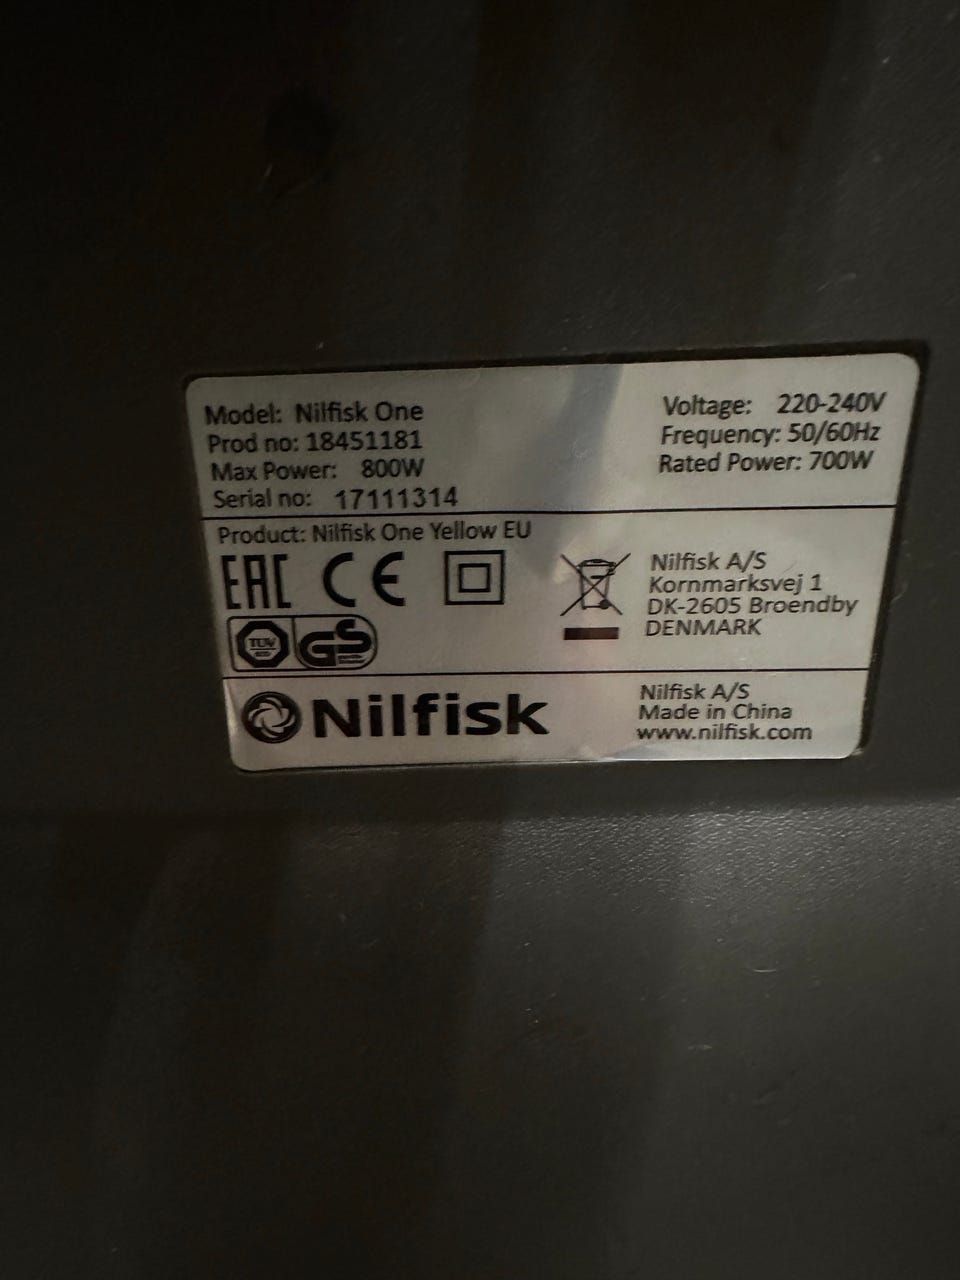 Model: Nilfisk One
Prod no: 18451181
Max Power: 800W
Serial no: 17111314
Voltage: 220-240V
Frequency: 50/60Hz
Rated Power: 700W
Product: Nilfisk One Yellow EU
EAC CE
TÜV
GS
Nilfisk A/S
Kornmarksvej 1
DK-2605 Broendby
DENMARK
Nilfisk
Nilfisk A/S
Made in China
www.nilfisk.com